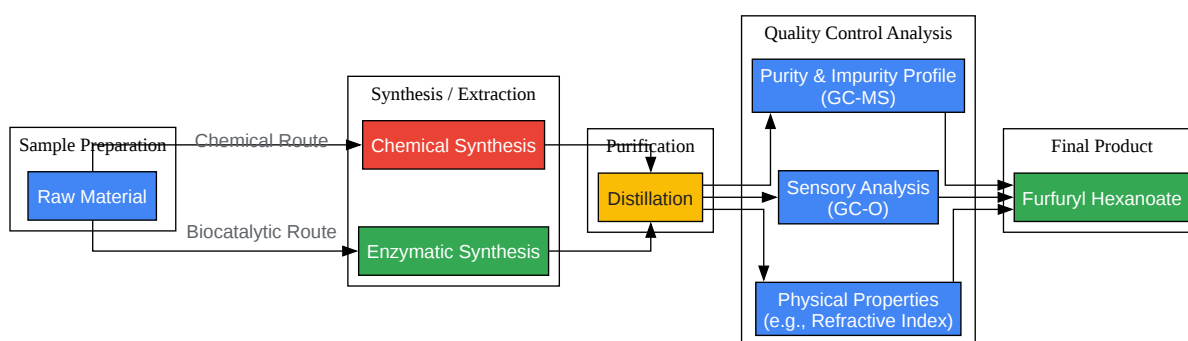 Sample Preparation
Raw Material
Chemical Route
Biocatalytic Route
Synthesis / Extraction
Chemical Synthesis
Enzymatic Synthesis
Purification
Distillation
Quality Control Analysis
Purity & Impurity Profile
(GC-MS)
Sensory Analysis
(GC-O)
Physical Properties
(e.g., Refractive Index)
Final Product
Furfuryl Hexanoate